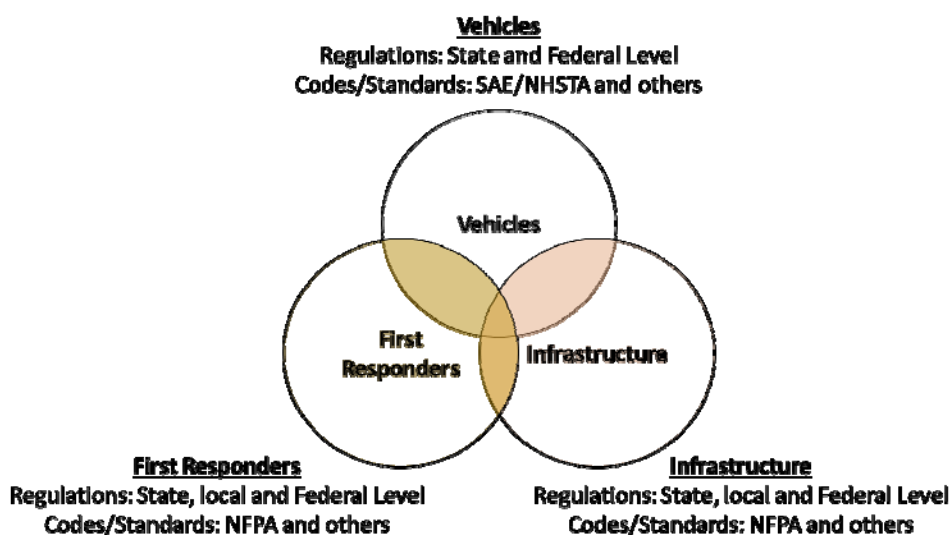 Vehicles
Regulations: State and Federal Level
Codes/Standards: SAE/NHSTA and others
Vehicles
First
Responders
Infrastructure
First Responders
Regulations: State, local and Federal Level
Codes/Standards: NFPA and others
Infrastructure
Regulations: State, local and Federal Level
Codes/Standards: NFPA and others